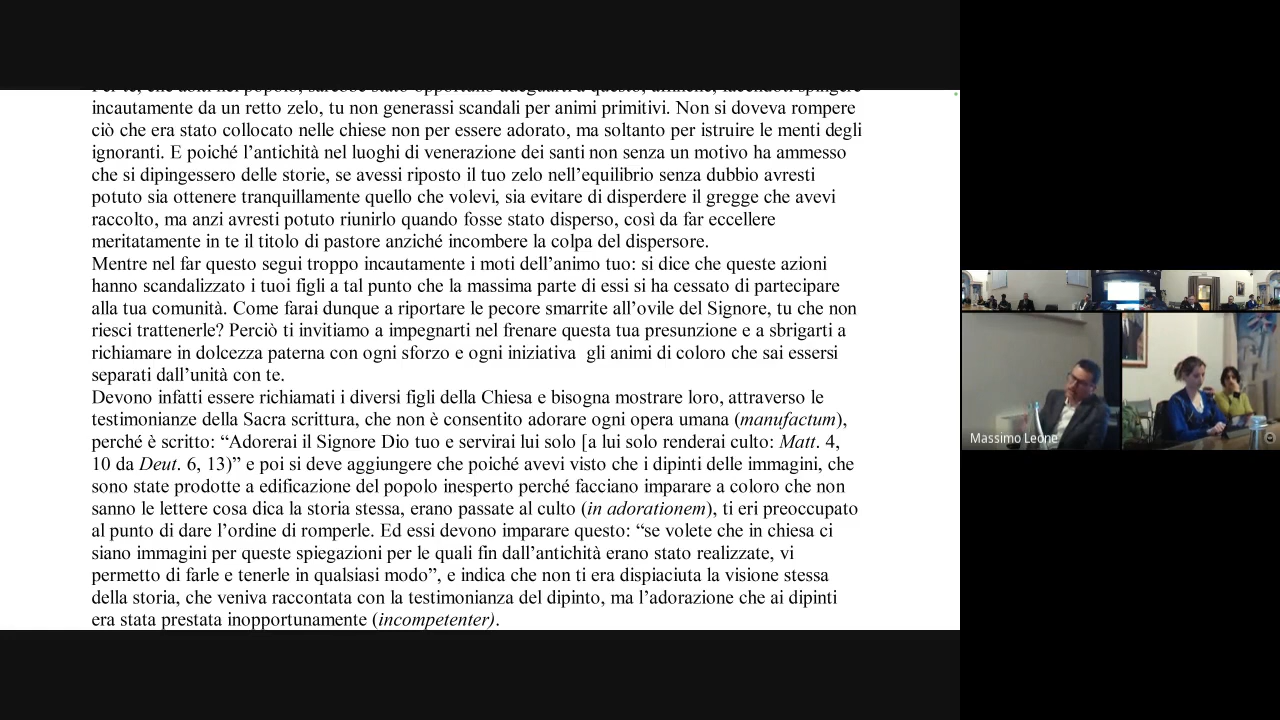 incautamente da un retto zelo, tu non generassi scandali per animi primitivi. Non si doveva rompere
ciò che era stato collocato nelle chiese non per essere adorato, ma soltanto per istruire le menti degli
ignoranti. E poiché l’antichità nel luoghi di venerazione dei santi non senza un motivo ha ammesso
che si dipingessero delle storie, se avessi riposto il tuo zelo nell’equilibrio senza dubbio avresti
potuto sia ottenere tranquillamente quello che volevi, sia evitare di disperdere il gregge che avevi
raccolto, ma anzi avresti potuto riunirlo quando fosse stato disperso, così da far eccellere
meritatamente in te il titolo di pastore anziché incombere la colpa del dispersore.
Mentre nel far questo segui troppo incautamente i moti dell’animo tuo: si dice che queste azioni
hanno scandalizzato i tuoi figli a tal punto che la massima parte di essi si ha cessato di partecipare
alla tua comunità. Come farai dunque a riportare le pecore smarrite all’ovile del Signore, tu che non
riesci trattenerle? Perciò ti invitiamo a impegnarti nel frenare questa tua presunzione e a sbrigarti a
richiamare in dolcezza paterna con ogni sforzo e ogni iniziativa  gli animi di coloro che sai essersi
separati dall’unità con te.
Devono infatti essere richiamati i diversi figli della Chiesa e bisogna mostrare loro, attraverso le
testimonianze della Sacra scrittura, che non è consentito adorare ogni opera umana (manufactum),
perché è scritto: “Adorerai il Signore Dio tuo e servirai lui solo [a lui solo renderai culto: Matt. 4,
10 da Deut. 6, 13)” e poi si deve aggiungere che poiché avevi visto che i dipinti delle immagini, che
sono state prodotte a edificazione del popolo inesperto perché facciano imparare a coloro che non
sanno le lettere cosa dica la storia stessa, erano passate al culto (in adorationem), ti eri preoccupato
al punto di dare l’ordine di romperle. Ed essi devono imparare questo: “se volete che in chiesa ci
siano immagini per queste spiegazioni per le quali fin dall’antichità erano stato realizzate, vi
permetto di farle e tenerle in qualsiasi modo”, e indica che non ti era dispiaciuta la visione stessa
della storia, che veniva raccontata con la testimonianza del dipinto, ma l’adorazione che ai dipinti
era stata prestata inopportunamente (incompetenter).
Massimo Leone